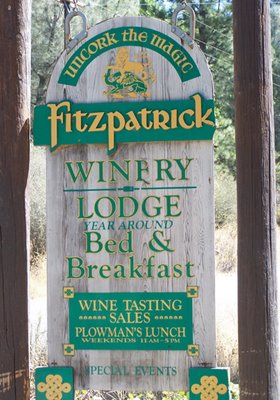 UNCORK THE MAGIC
FITZPATRICK
WINERY
LODGE
YEAR AROUND
BED &
BREAKFAST
WINE TASTING
SALES
PLOWMAN'S LUNCH
WEEKENDS 11AM - 5PM
SPECIAL EVENTS